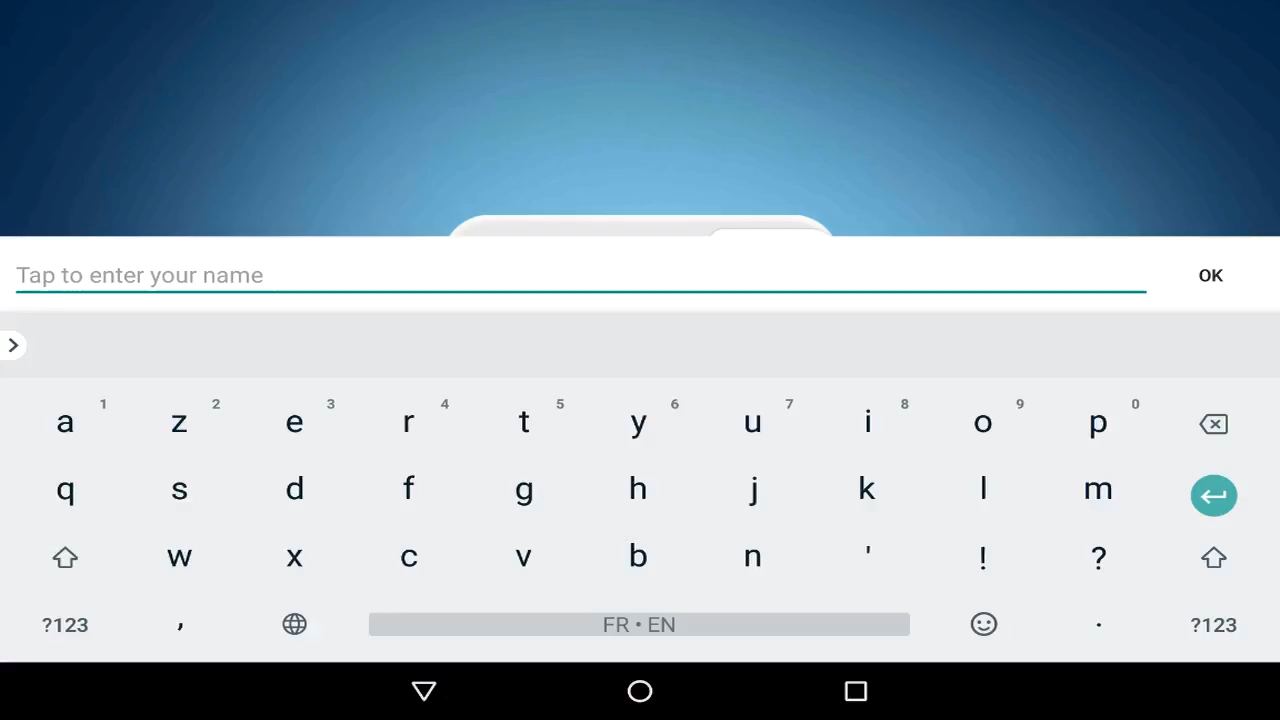 Tap to enter your name OK
a 1 z 2 e 3 r 4 t 5 y 6 u 7 i 8 o 9 p 0
q s d f g h j k l m
w x c v b n ' ! ?
?123 , FR • EN . ?123